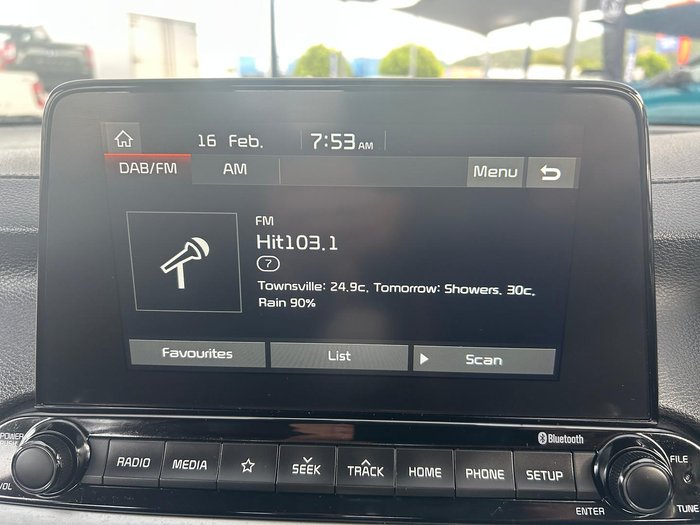 16 Feb. 7:53 AM
DAB/FM AM Menu
FM
Hit103.1
7
Townsville: 24.9c, Tomorrow: Showers. 30c,
Rain 90%
Favourites List Scan
Bluetooth
POWER
PUSH
VOL
RADIO MEDIA SEEK TRACK HOME PHONE SETUP
FILE
ENTER TUNE